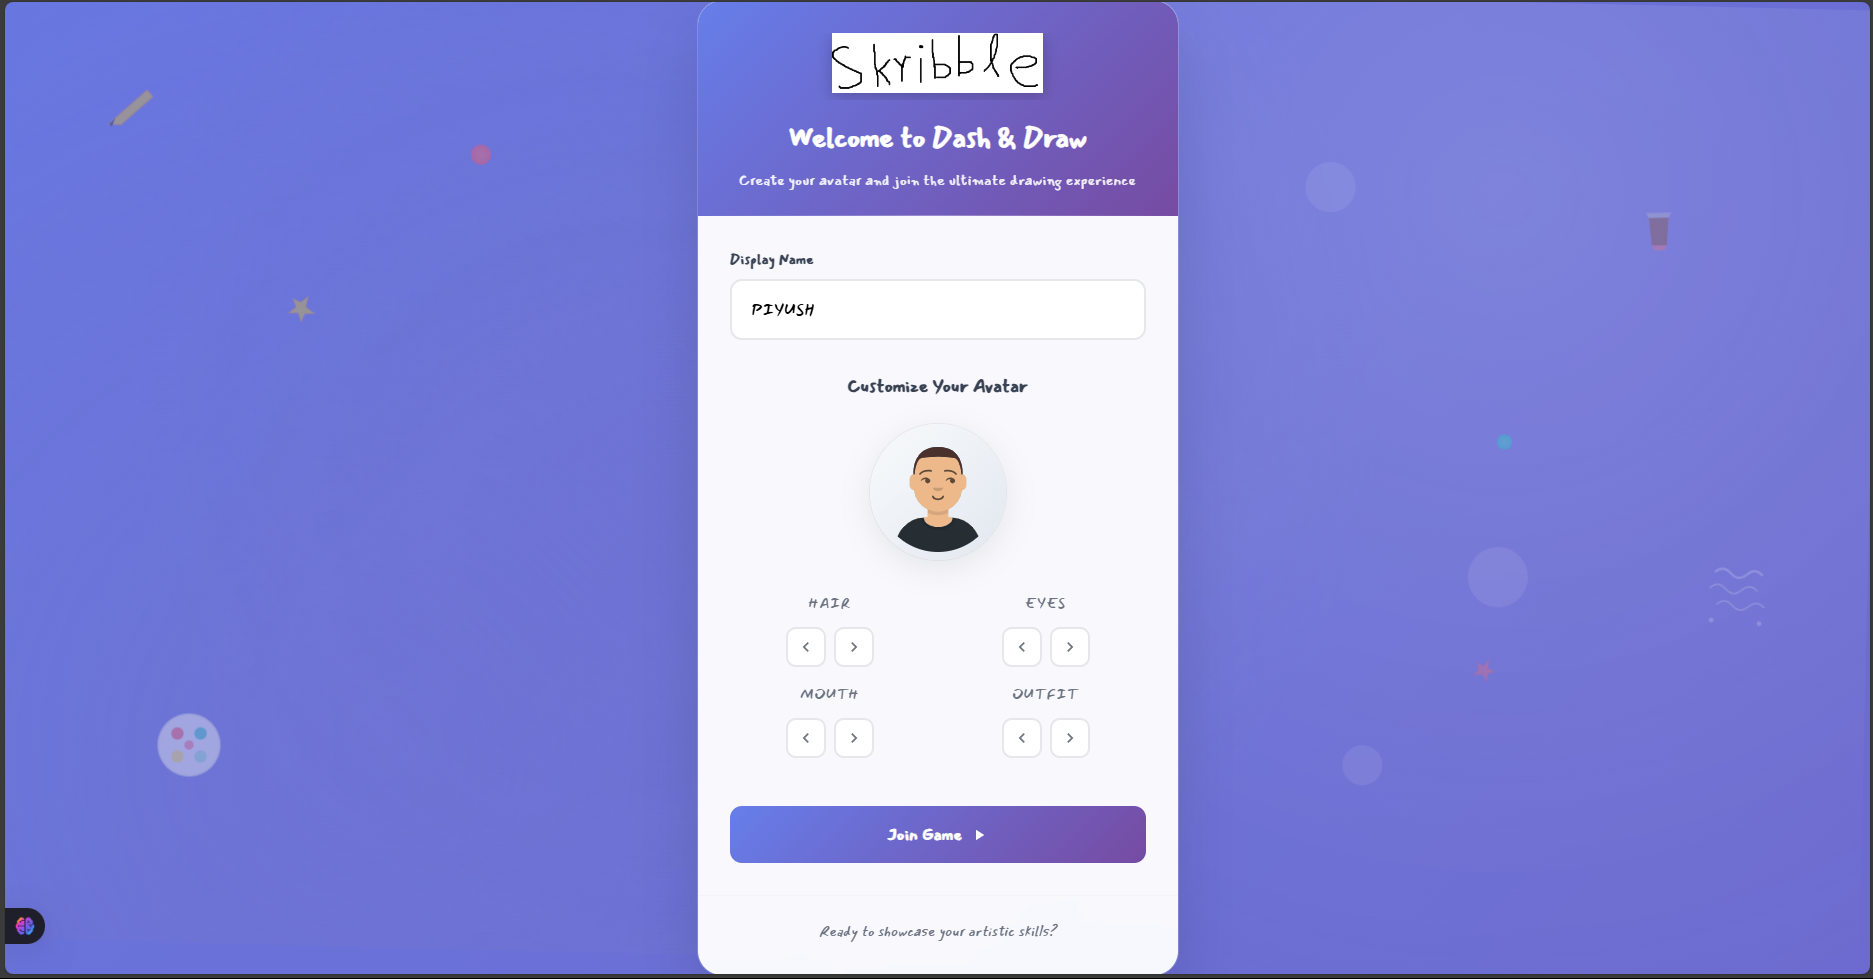 Skribble
Welcome to Dash & Draw
Create your avatar and join the ultimate drawing experience
Display Name
PIYUSH
Customize Your Avatar
HAIR
EYES
MOUTH
OUTFIT
Join Game
Ready to showcase your artistic skills?